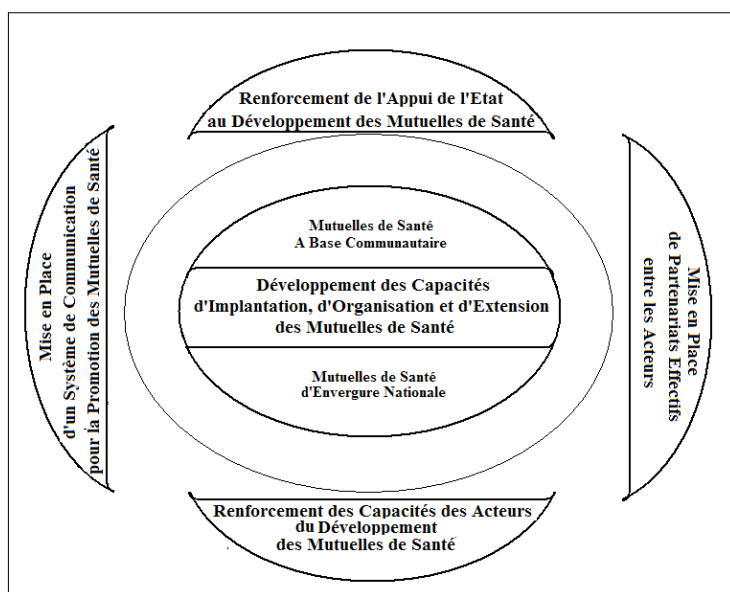 Renforcement de l'Appui de l'Etat
au Développement des Mutuelles de Santé
Mise en Place
d'un Système de Communication
pour la Promotion des Mutuelles de Santé
Mutuelles de Santé
A Base Communautaire
Développement des Capacités
d'Implantation, d'Organisation et d'Extension
des Mutuelles de Santé
Mutuelles de Santé
d'Envergure Nationale
Mise en Place
de Partenariats Effectifs
entre les Acteurs
Renforcement des Capacités des Acteurs
du Développement
des Mutuelles de Santé